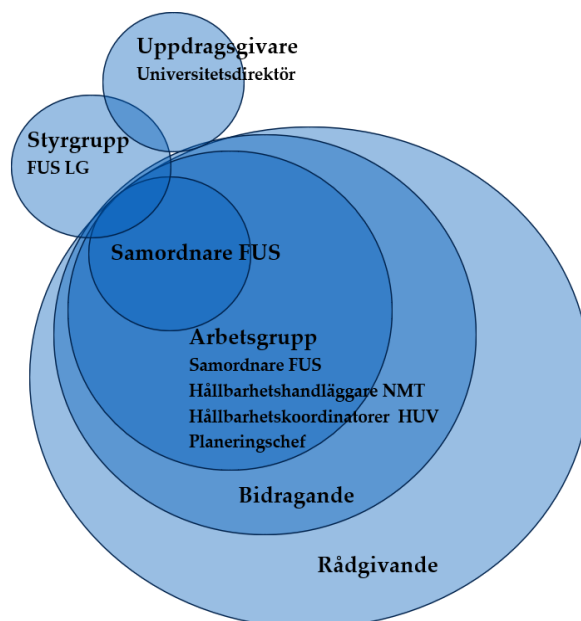 Uppdragsgivare
Universitetsdirektör
Styrgrupp
FUS LG
Samordnare FUS
Arbetsgrupp
Samordnare FUS
Hållbarhetshandläggare NMT
Hållbarhetskoordinatorer HUV
Planeringschef
Bidragande
Rådgivande